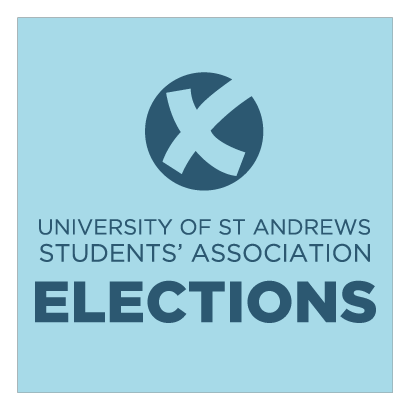 UNIVERSITY OF ST ANDREWS
STUDENTS’ ASSOCIATION
ELECTIONS